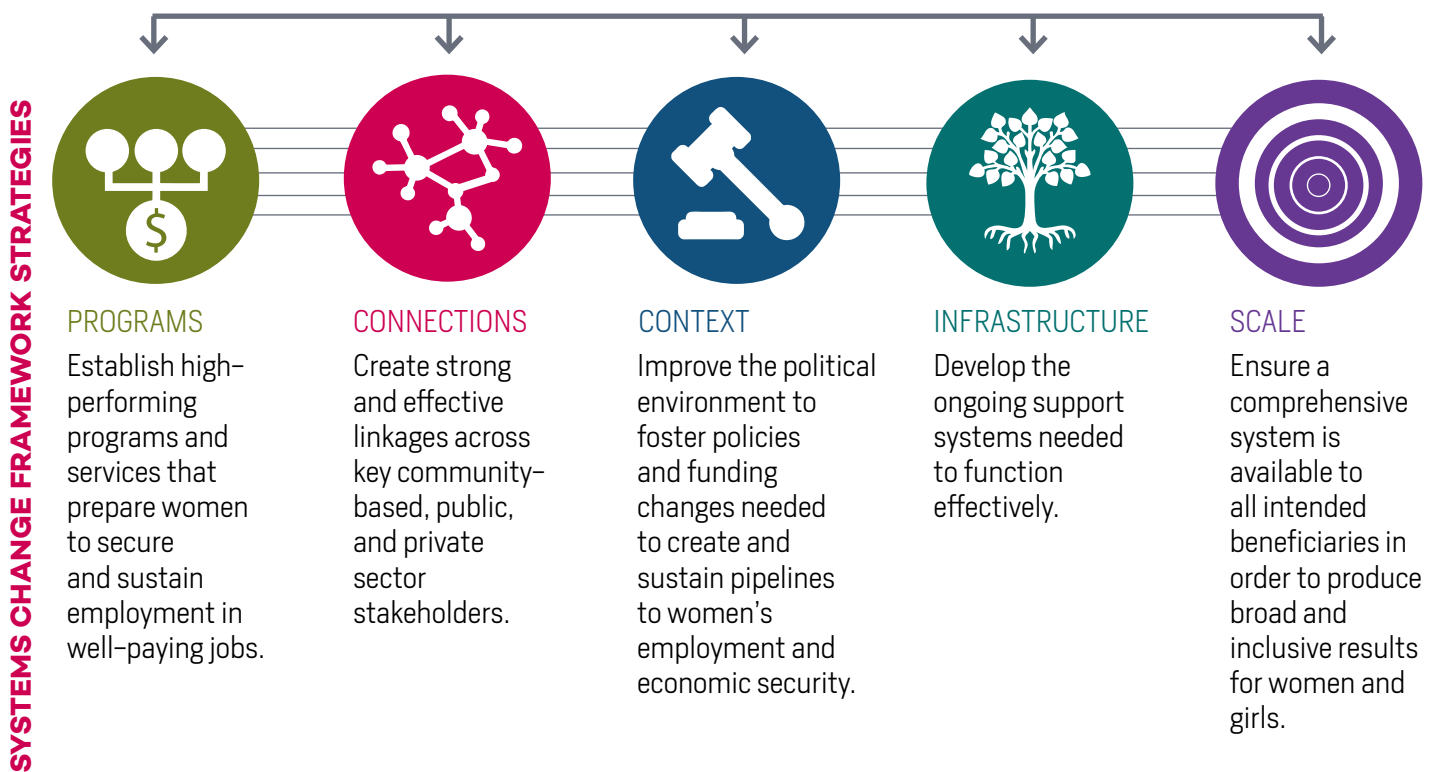 SYSTEMS CHANGE FRAMEWORK STRATEGIES
$
PROGRAMS
Establish high–
performing
programs and
services that
prepare women
to secure
and sustain
employment in
well–paying jobs.
CONNECTIONS
Create strong
and effective
linkages across
key community–
based, public,
and private
sector
stakeholders.
CONTEXT
Improve the political
environment to
foster policies
and funding
changes needed
to create and
sustain pipelines
to women’s
employment and
economic security.
INFRASTRUCTURE
Develop the
ongoing support
systems needed
to function
effectively.
SCALE
Ensure a
comprehensive
system is
available to
all intended
beneficiaries in
order to produce
broad and
inclusive results
for women and
girls.